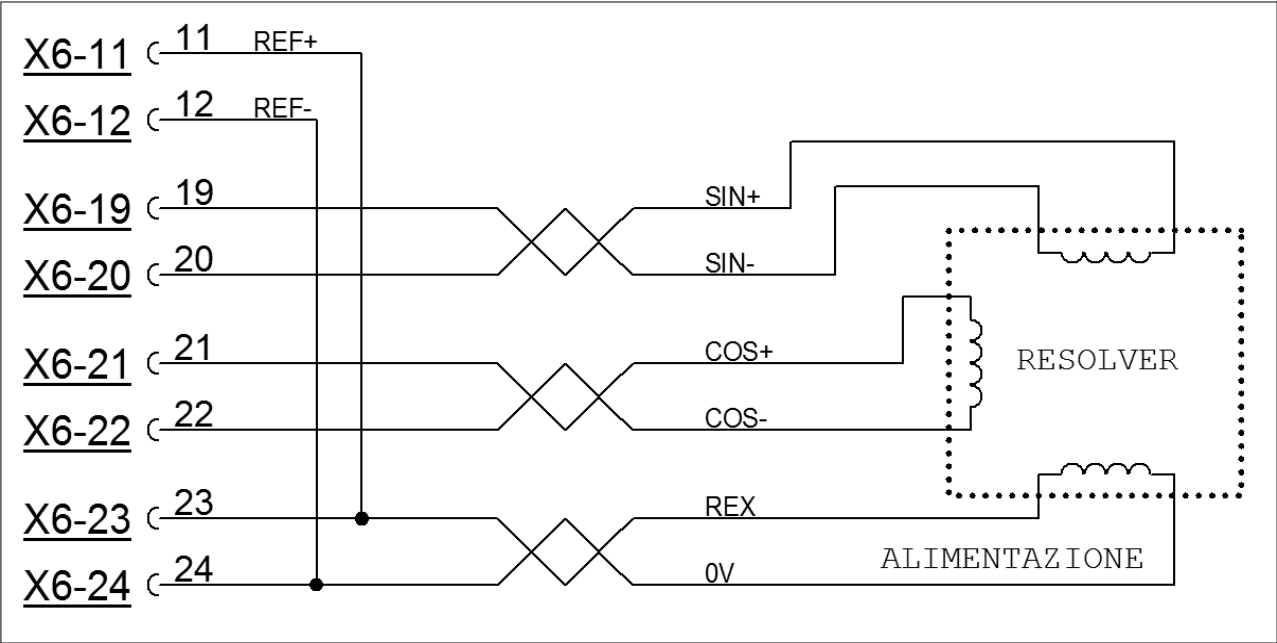 X6-11 11 REF+
X6-12 12 REF-
X6-19 19 SIN+
X6-20 20 SIN-
X6-21 21 COS+
RESOLVER
X6-22 22 COS-
X6-23 23 REX
ALIMENTAZIONE
X6-24 24 0V